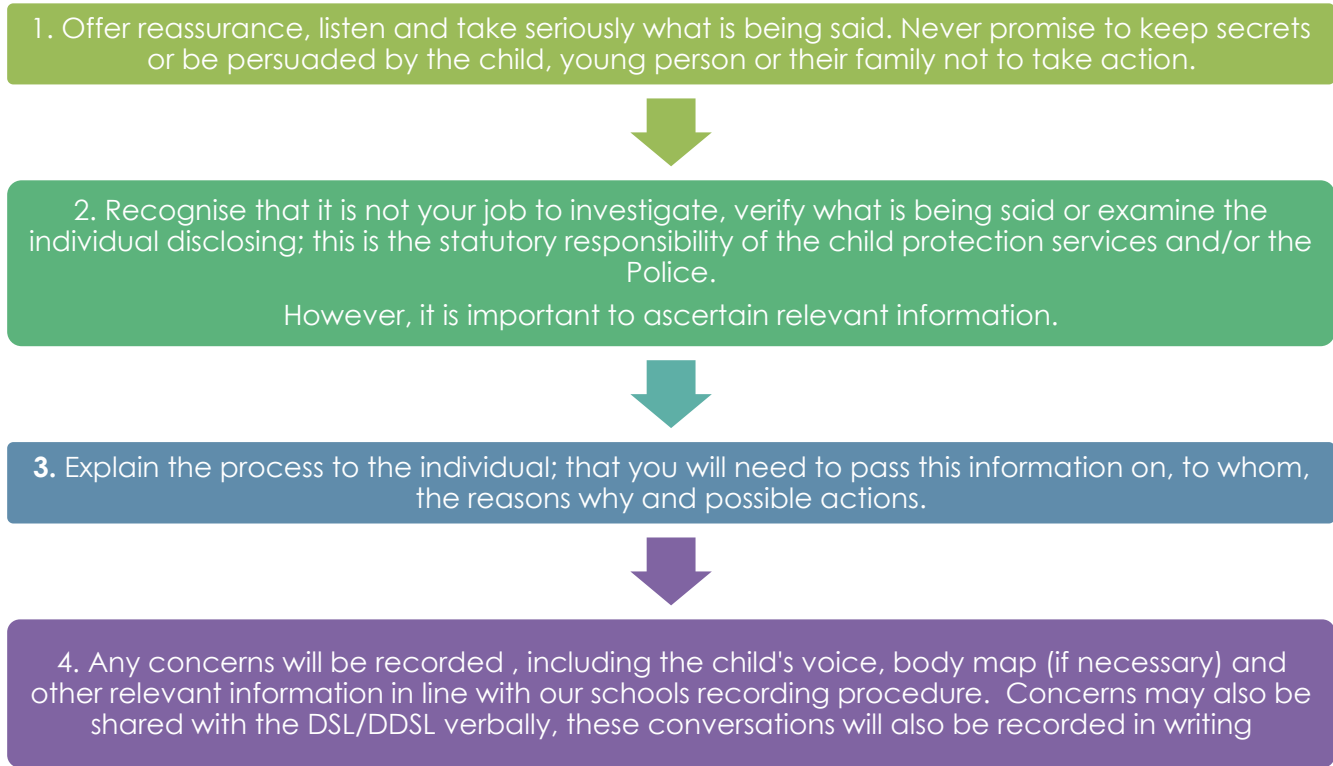 1. Offer reassurance, listen and take seriously what is being said. Never promise to keep secrets
or be persuaded by the child, young person or their family not to take action.
2. Recognise that it is not your job to investigate, verify what is being said or examine the
individual disclosing; this is the statutory responsibility of the child protection services and/or the
Police.
However, it is important to ascertain relevant information.
3. Explain the process to the individual; that you will need to pass this information on, to whom,
the reasons why and possible actions.
4. Any concerns will be recorded , including the child's voice, body map (if necessary) and
other relevant information in line with our schools recording procedure.  Concerns may also be
shared with the DSL/DDSL verbally, these conversations will also be recorded in writing